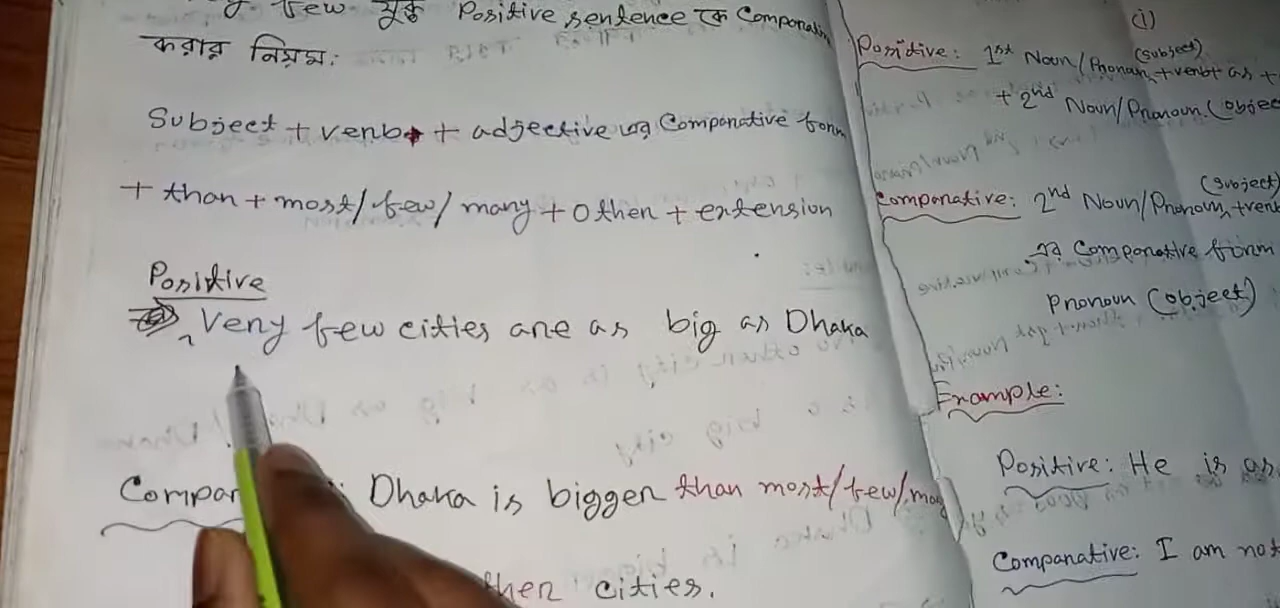 few যুক্ত Positive sentence কে Comparative
করার নিয়ম:
Subject + verb + adjective এর Comparative form
+ than + most/few/many + Other + extension
Positive
Very few cities are as big as Dhaka
Dhaka is bigger than most/few/many
cities.
(i)
Positive: 1st Noun/Pronoun (subject) + verb + as +
+ 2nd Noun/Pronoun. (Object
Comparative: 2nd Noun/Pronoun (Subject) + verb
এর Comparative form
pronoun (object)
Example:
Positive: He is as
Comparative: I am not